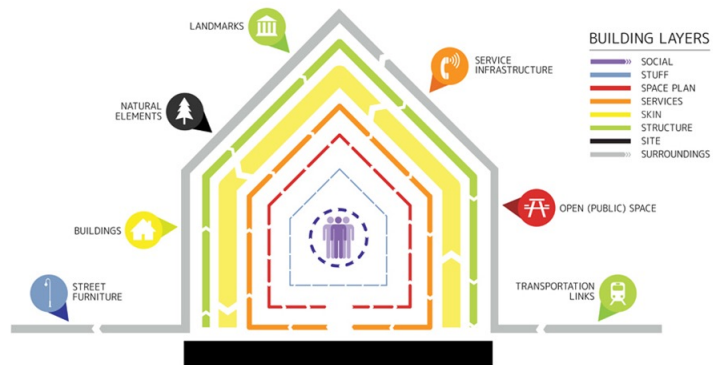 LANDMARKS
SERVICE
INFRASTRUCTURE
NATURAL
ELEMENTS
OPEN (PUBLIC) SPACE
BUILDINGS
STREET
FURNITURE
TRANSPORTATION
LINKS
BUILDING LAYERS
SOCIAL
STUFF
SPACE PLAN
SERVICES
SKIN
STRUCTURE
SITE
SURROUNDINGS